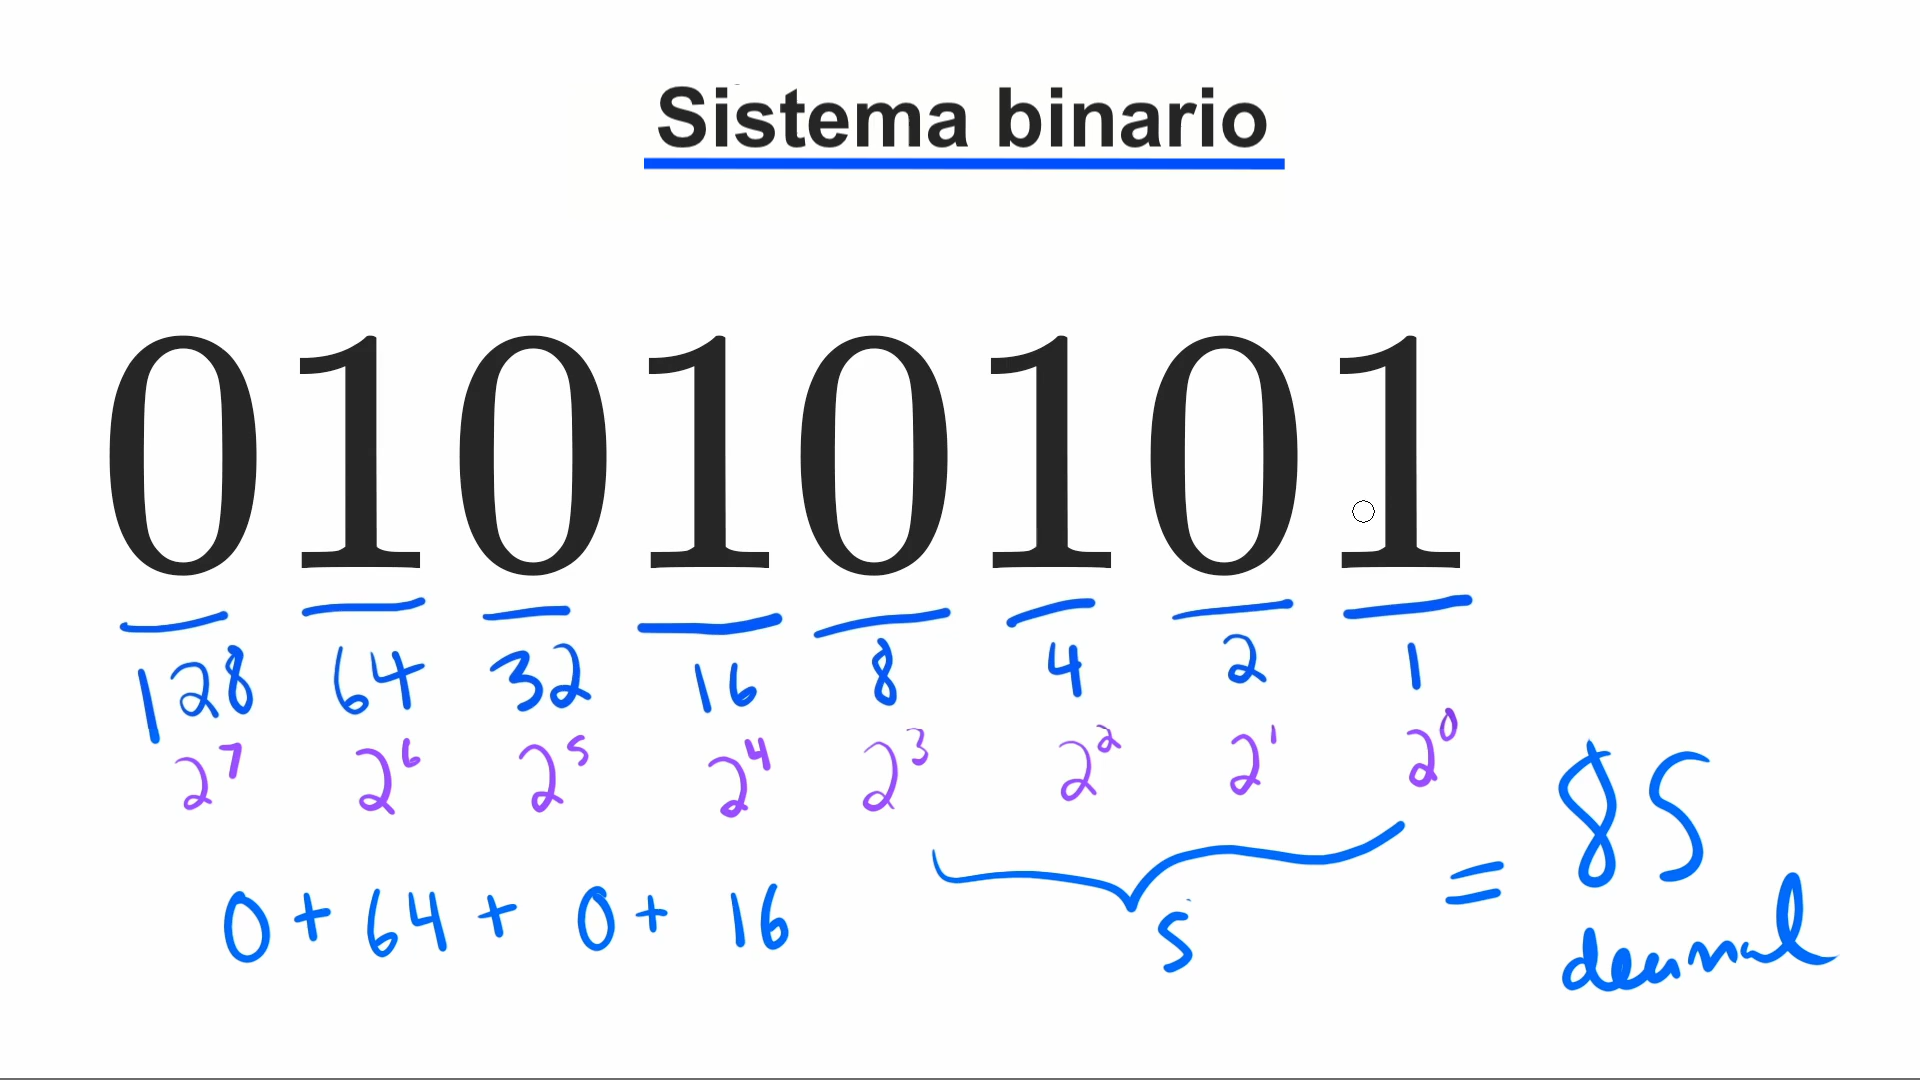 Sistema binario
01010101
128 64 32 16 8 4 2 1
2⁷ 2⁶ 2⁵ 2⁴ 2³ 2² 2¹ 2⁰
0 + 64 + 0 + 16 5 = 85
decimal